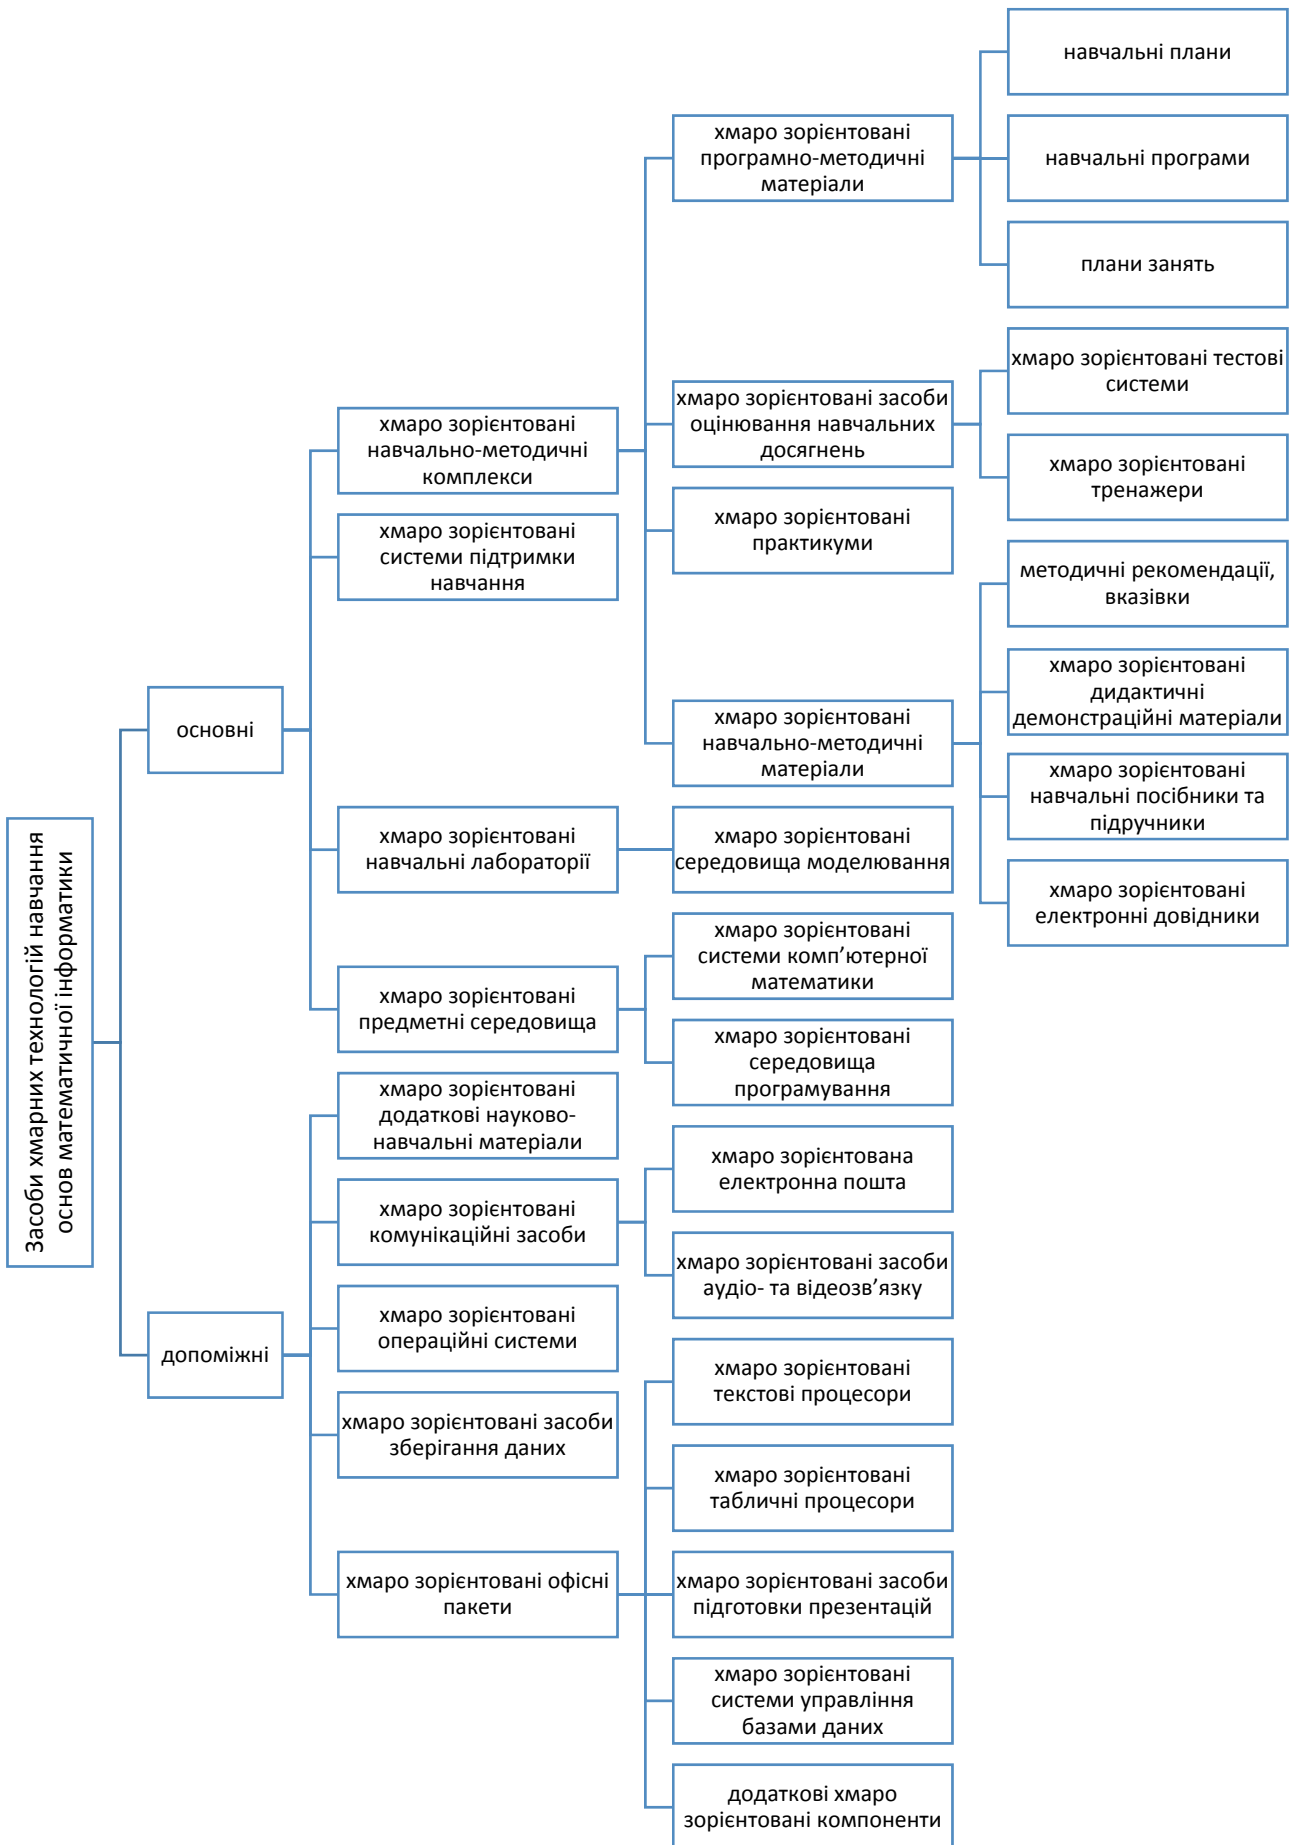 Засоби хмарних технологій навчання
основ математичної інформатики
основні
хмаро зорієнтовані
навчально-методичні
комплекси
хмаро зорієнтовані
програмно-методичні
матеріали
навчальні плани
навчальні програми
плани занять
хмаро зорієнтовані засоби
оцінювання навчальних
досягнень
хмаро зорієнтовані тестові
системи
хмаро зорієнтовані
тренажери
хмаро зорієнтовані
практикуми
хмаро зорієнтовані
навчально-методичні
матеріали
методичні рекомендації,
вказівки
хмаро зорієнтовані
дидактичні
демонстраційні матеріали
хмаро зорієнтовані
навчальні посібники та
підручники
хмаро зорієнтовані
електронні довідники
хмаро зорієнтовані
системи підтримки
навчання
хмаро зорієнтовані
навчальні лабораторії
хмаро зорієнтовані
середовища моделювання
хмаро зорієнтовані
предметні середовища
хмаро зорієнтовані
системи комп’ютерної
математики
хмаро зорієнтовані
середовища
програмування
допоміжні
хмаро зорієнтовані
додаткові науково-
навчальні матеріали
хмаро зорієнтовані
комунікаційні засоби
хмаро зорієнтована
електронна пошта
хмаро зорієнтовані засоби
аудіо- та відеозв’язку
хмаро зорієнтовані
операційні системи
хмаро зорієнтовані засоби
зберігання даних
хмаро зорієнтовані офісні
пакети
хмаро зорієнтовані
текстові процесори
хмаро зорієнтовані
табличні процесори
хмаро зорієнтовані засоби
підготовки презентацій
хмаро зорієнтовані
системи управління
базами даних
додаткові хмаро
зорієнтовані компоненти